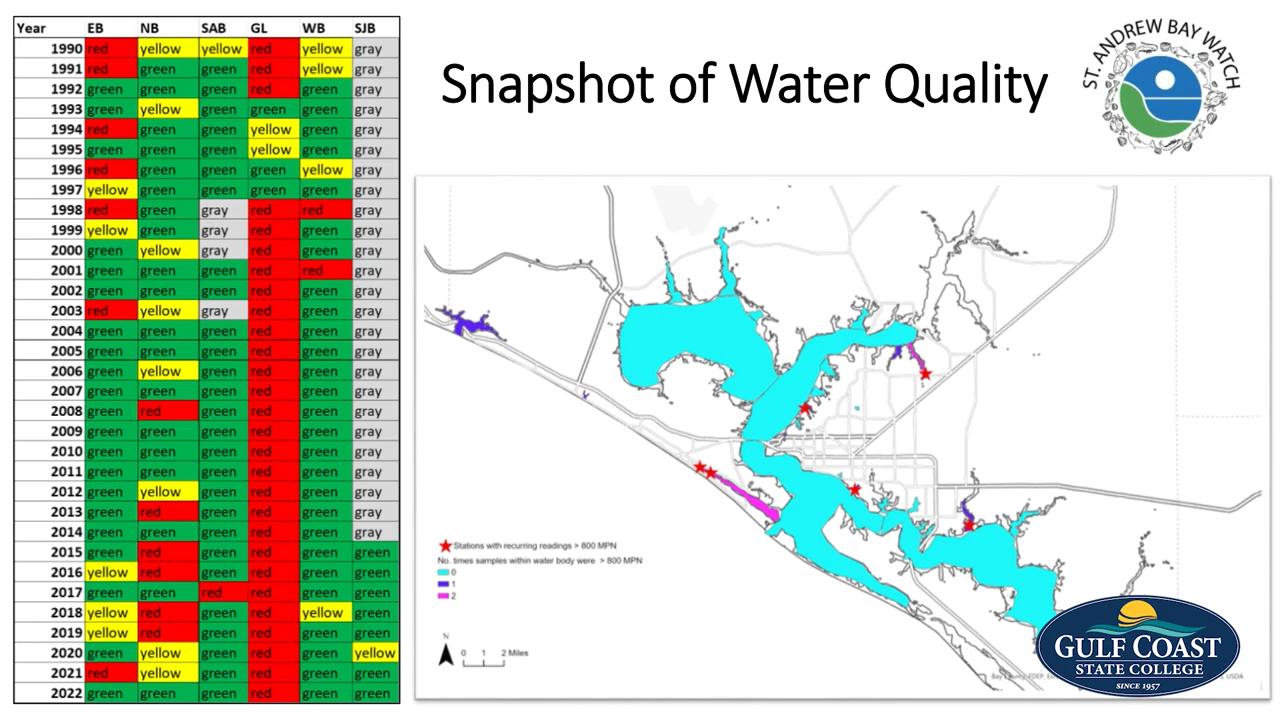 Year EB NB SAB GL WB SJB
1990 red yellow yellow red yellow gray
1991 red green green red yellow gray
1992 green green green red green gray
1993 green yellow green green green gray
1994 red green green yellow green gray
1995 green green green yellow green gray
1996 red green green green yellow gray
1997 yellow green green green green gray
1998 red green gray red red gray
1999 yellow green gray red green gray
2000 green yellow gray red green gray
2001 green green green red red gray
2002 green green green red green gray
2003 red yellow gray red green gray
2004 green green green red green gray
2005 green green green red green gray
2006 green yellow green red green gray
2007 green green green red green gray
2008 green red green red green gray
2009 green green green red green gray
2010 green green green red green gray
2011 green green green red green gray
2012 green yellow green red green gray
2013 green red green red green gray
2014 green green green red green gray
2015 green red green red green green
2016 yellow red green red green green
2017 green green red red green green
2018 yellow red green red yellow green
2019 yellow red green red green green
2020 green yellow green red green yellow
2021 red yellow green red green green
2022 green green green red green green
Snapshot of Water Quality
ST. ANDREW BAY WATCH
Stations with recurring readings > 800 MPN
No. times samples within water body were > 800 MPN
0
1
2
N
0 1 2 Miles
GULF COAST
STATE COLLEGE
SINCE 1957
USDA